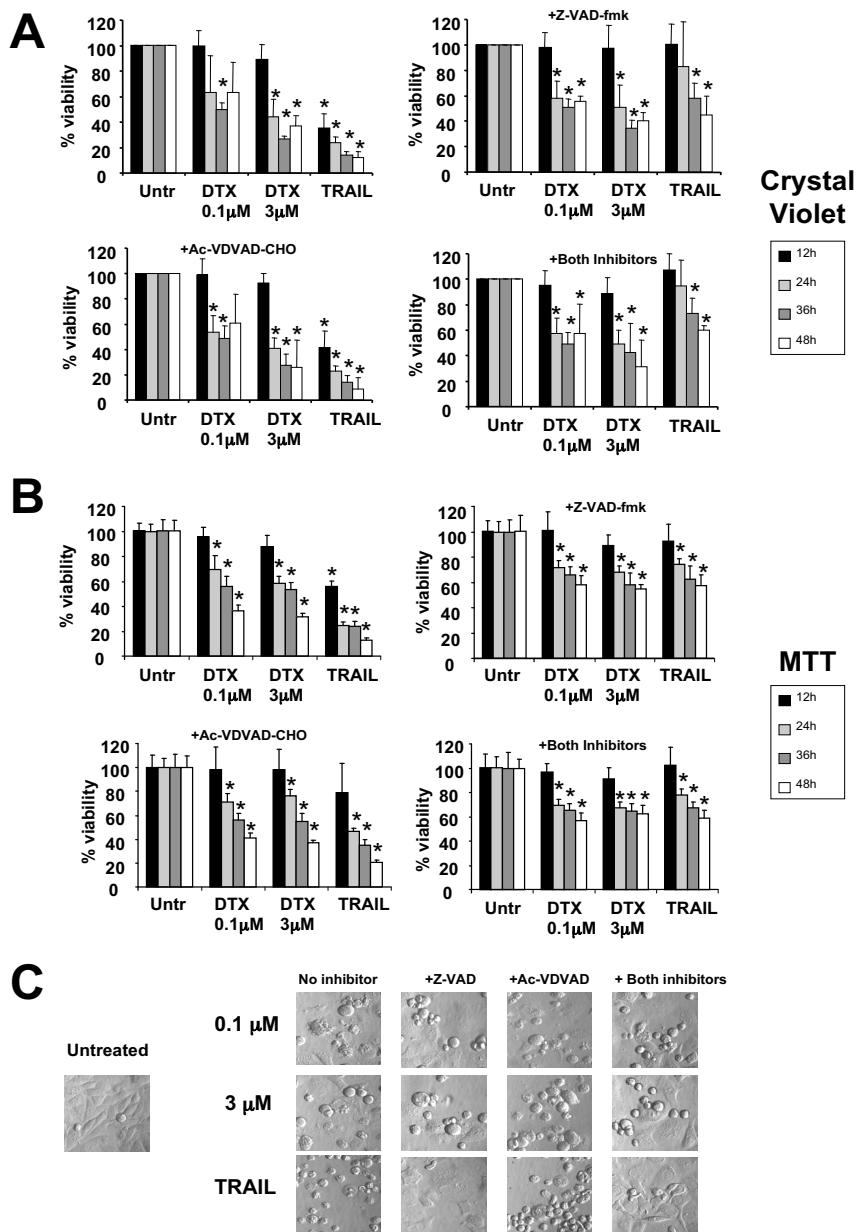 A
% viability
120
100
80
60
40
20
0
* * * * * * * * *
Untr DTX 0.1μM DTX 3μM TRAIL
+Z-VAD-fmk
% viability
120
100
80
60
40
20
0
* * * * * * * *
Untr DTX 0.1μM DTX 3μM TRAIL
Crystal
Violet
12h
24h
36h
48h
+Ac-VDVAD-CHO
% viability
100
80
60
40
20
0
* * * * * * * * *
Untr DTX 0.1μM DTX 3μM TRAIL
+Both Inhibitors
% viability
120
100
80
60
40
20
0
* * * * * * * *
Untr DTX 0.1μM DTX 3μM TRAIL
B
% viability
120
100
80
60
40
20
0
* * * * * * * * * *
Untr DTX 0.1μM DTX 3μM TRAIL
+Z-VAD-fmk
% viability
120
100
80
60
40
20
0
* * * * * * * * *
Untr DTX 0.1μM DTX 3μM TRAIL
MTT
12h
24h
36h
48h
+Ac-VDVAD-CHO
% viability
120
100
80
60
40
20
0
* * * * * * * * *
Untr DTX 0.1μM DTX 3μM TRAIL
+Both Inhibitors
% viability
120
100
80
60
40
20
0
* * * * * * * * *
Untr DTX 0.1μM DTX 3μM TRAIL
C
No inhibitor +Z-VAD +Ac-VDVAD + Both inhibitors
0.1 μM
Untreated
3 μM
TRAIL